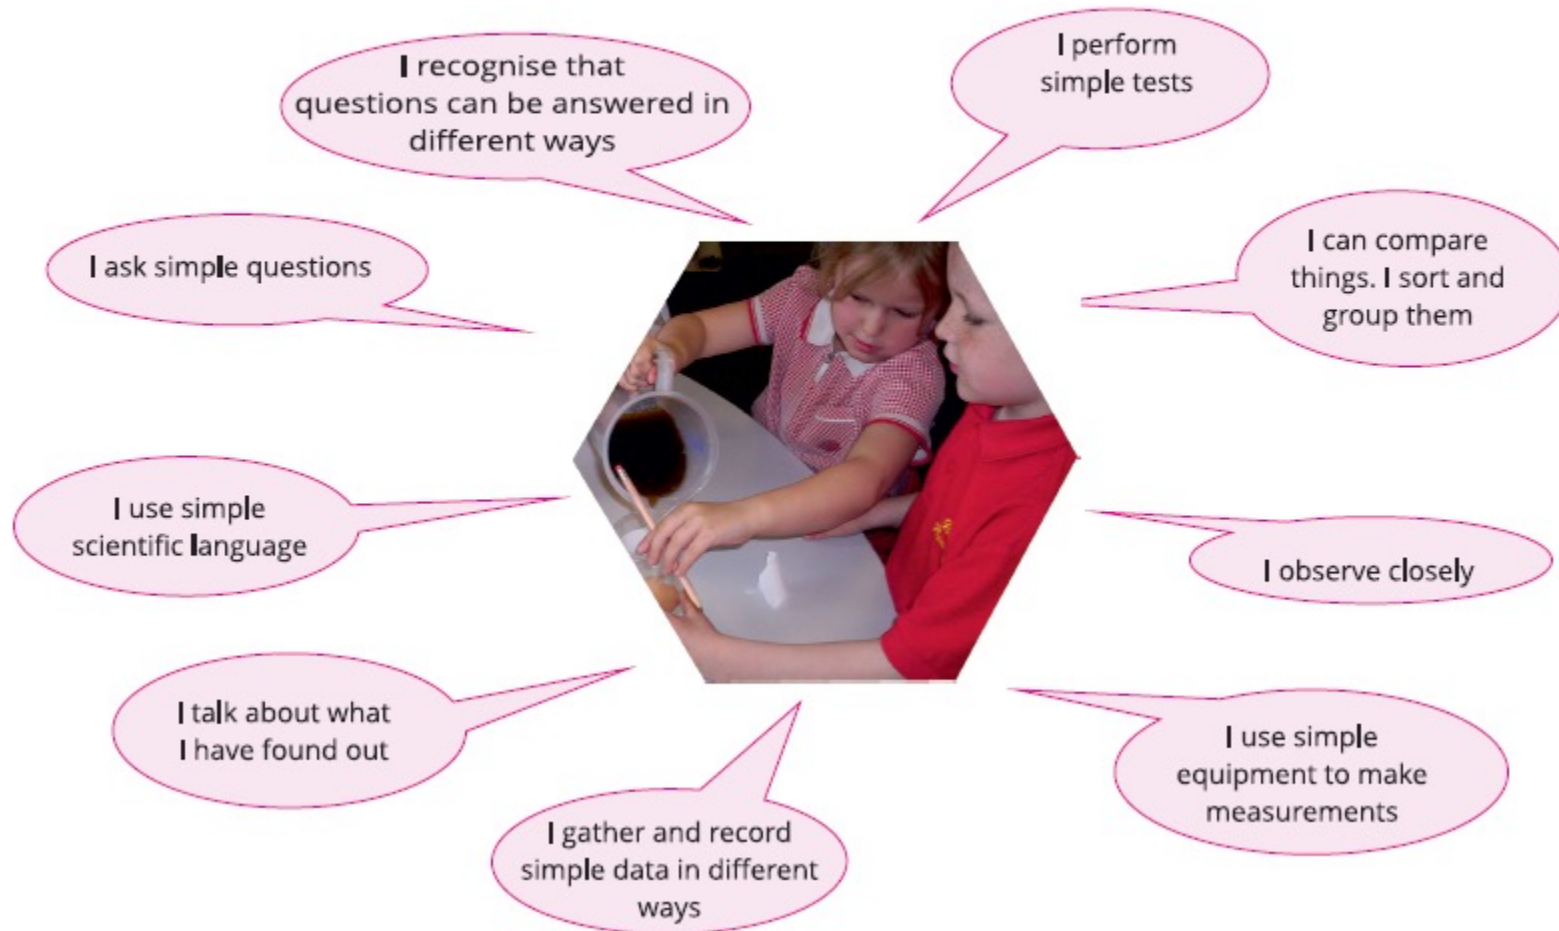 I recognise that
questions can be answered in
different ways
I perform
simple tests
I ask simple questions
I can compare
things. I sort and
group them
I use simple
scientific language
I observe closely
I talk about what
I have found out
I use simple
equipment to make
measurements
I gather and record
simple data in different
ways